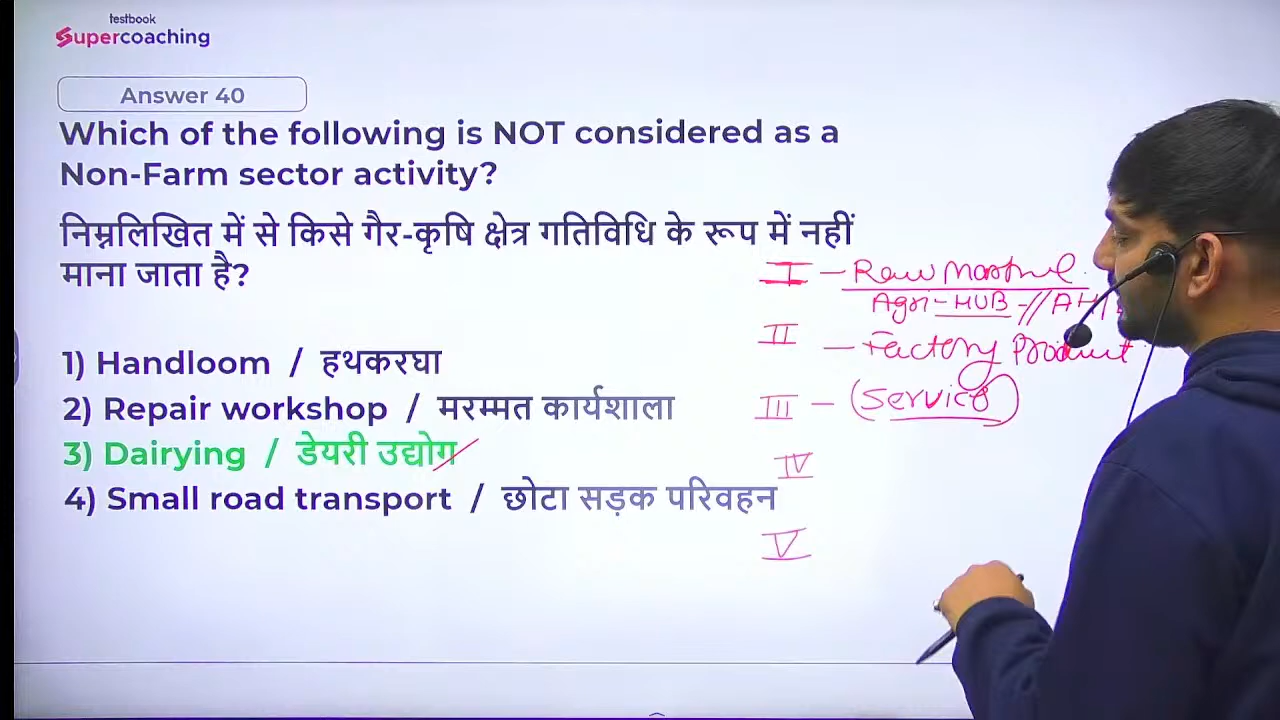 testbook
Supercoaching
Answer 40
Which of the following is NOT considered as a
Non-Farm sector activity?
निम्नलिखित में से किसे गैर-कृषि क्षेत्र गतिविधि के रूप में नहीं
माना जाता है?
1) Handloom / हथकरघा
2) Repair workshop / मरम्मत कार्यशाला
3) Dairying / डेयरी उद्योग
4) Small road transport / छोटा सड़क परिवहन
I - Raw
Agri - HUB - // AH/
II - Factory Product
III - (Service)
IV
V